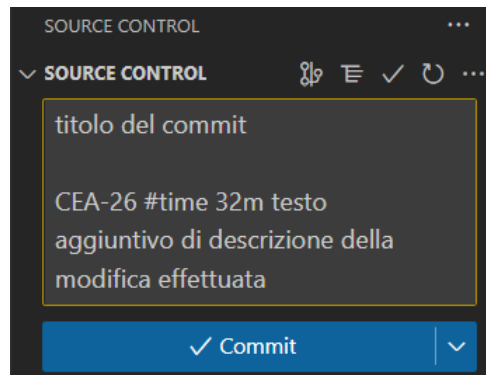 SOURCE CONTROL
SOURCE CONTROL
titolo del commit
CEA-26 #time 32m testo
aggiuntivo di descrizione della
modifica effettuata
Commit